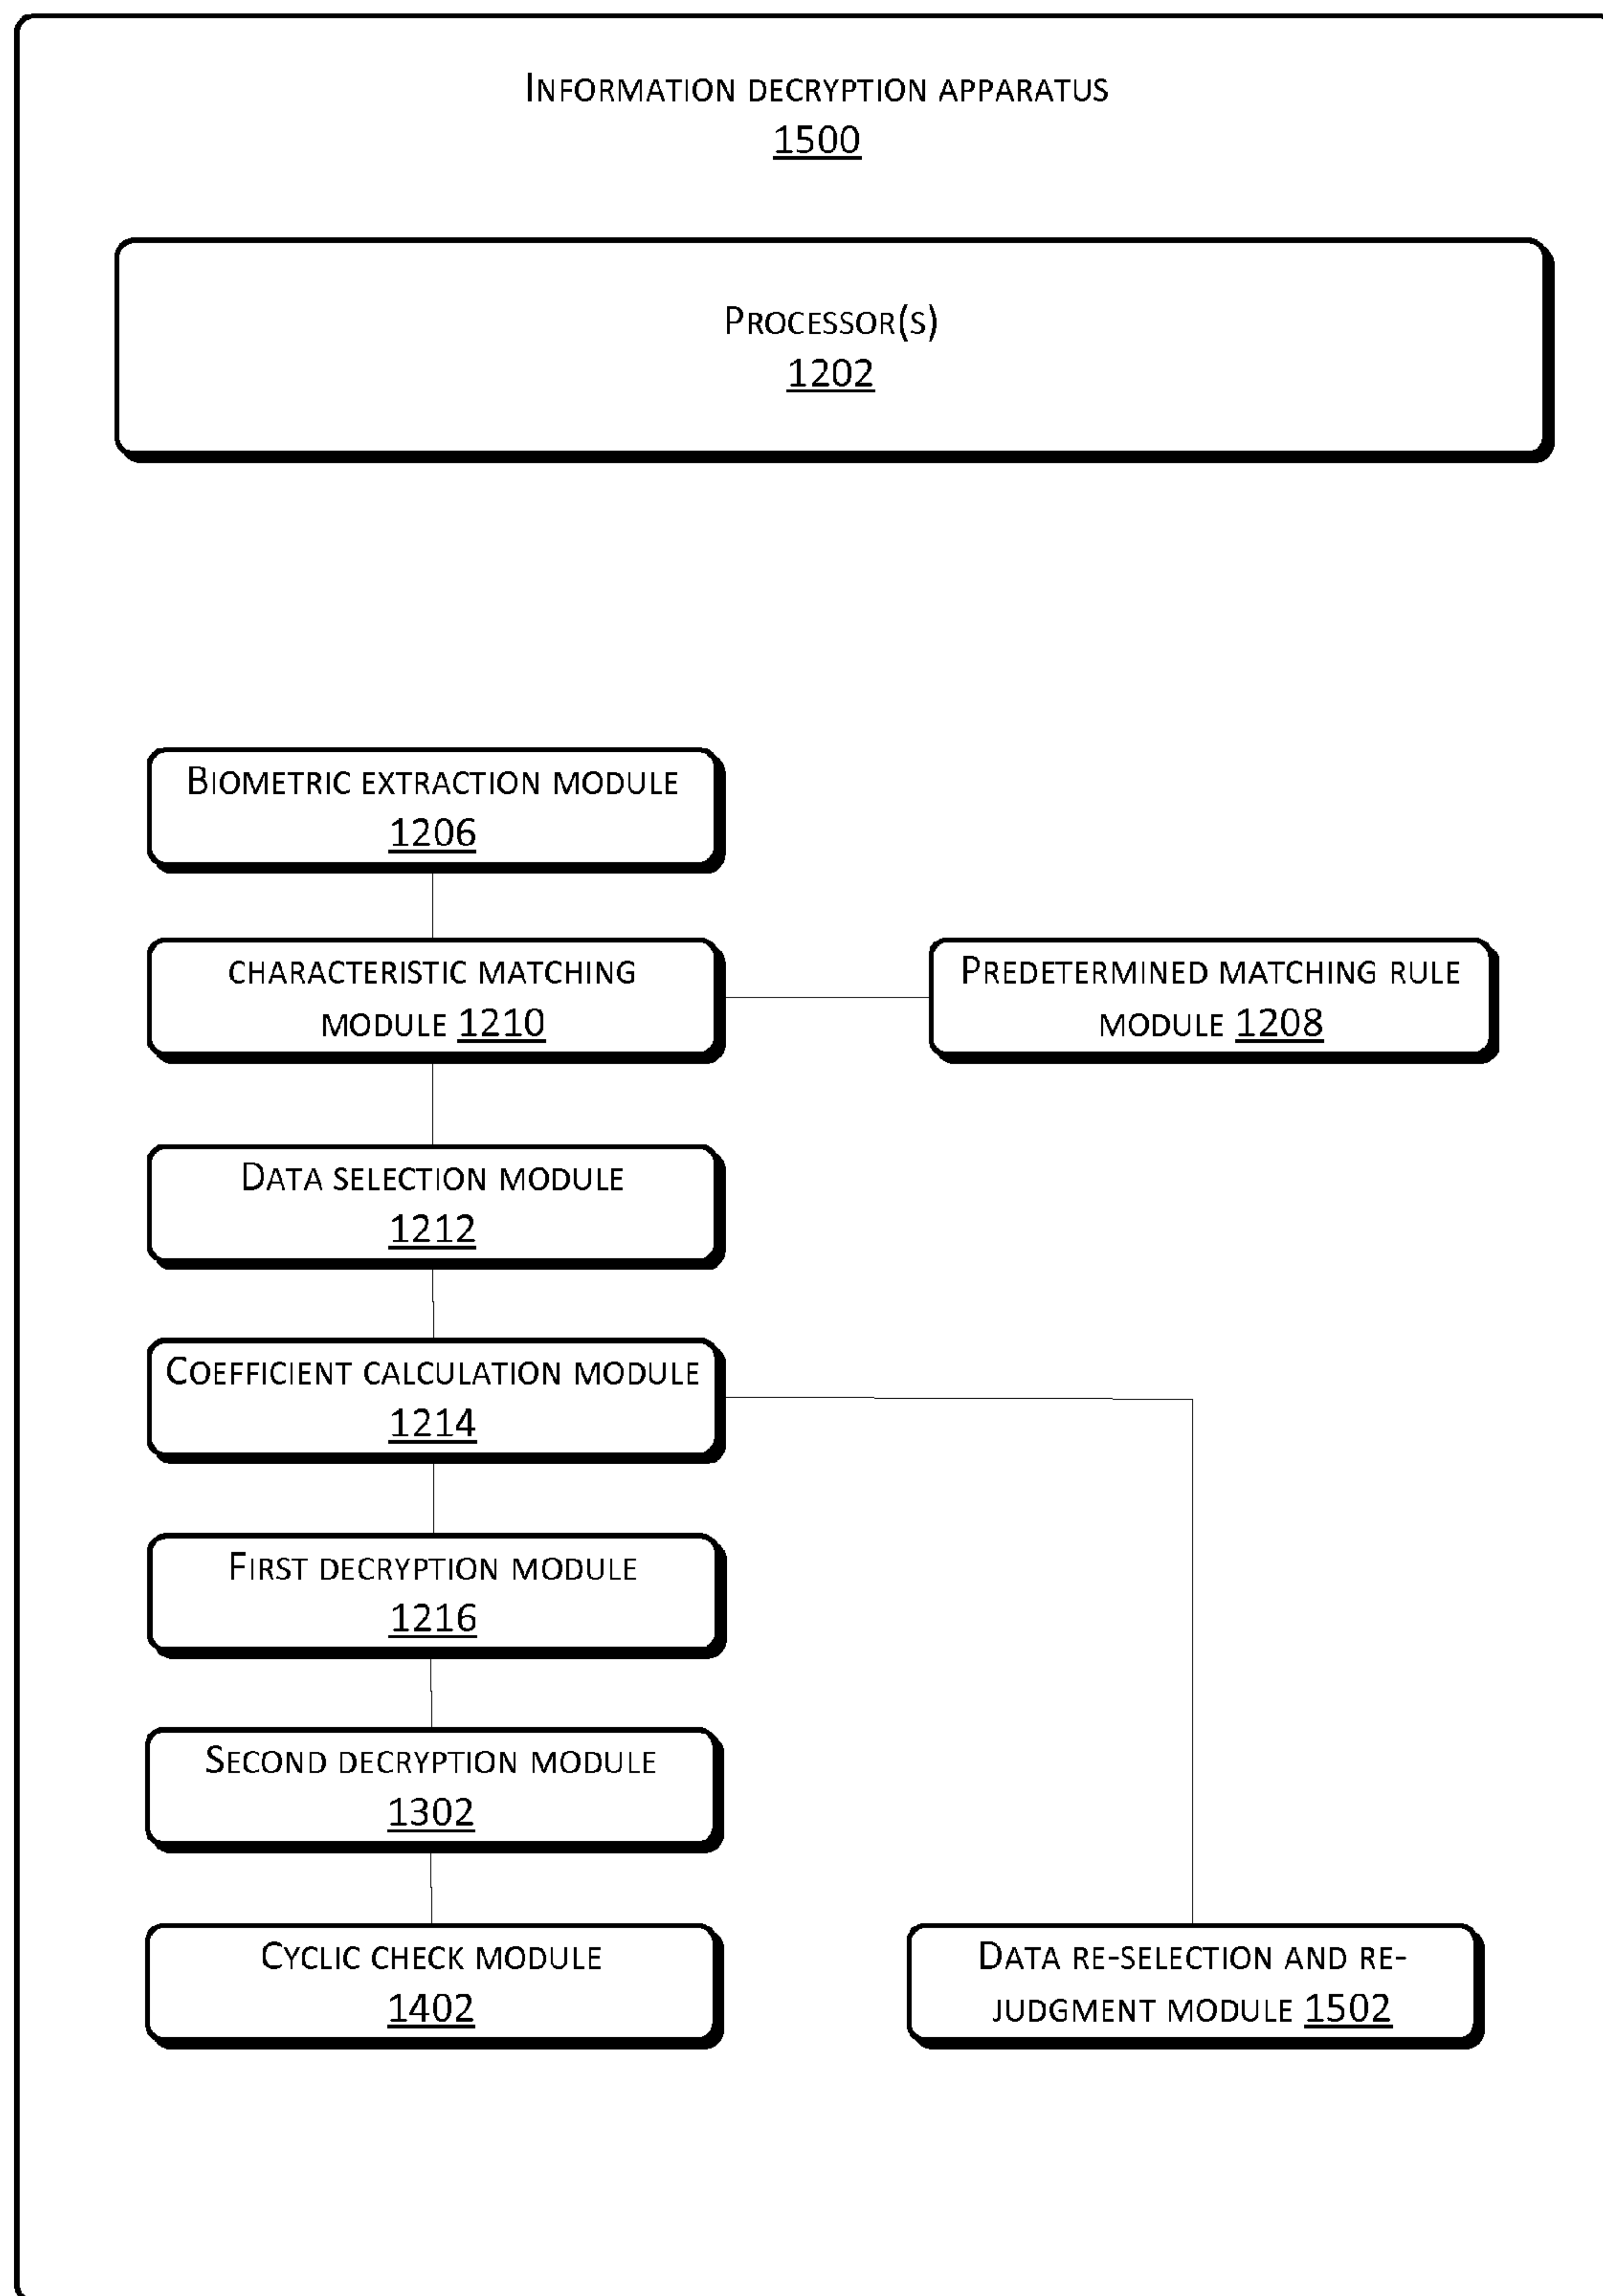 Information decryption apparatus
1500
Processor(s)
1202
Biometric extraction module
1206
characteristic matching
module 1210
Predetermined matching rule
module 1208
Data selection module
1212
Coefficient calculation module
1214
First decryption module
1216
Second decryption module
1302
Cyclic check module
1402
Data re-selection and re-
judgment module 1502